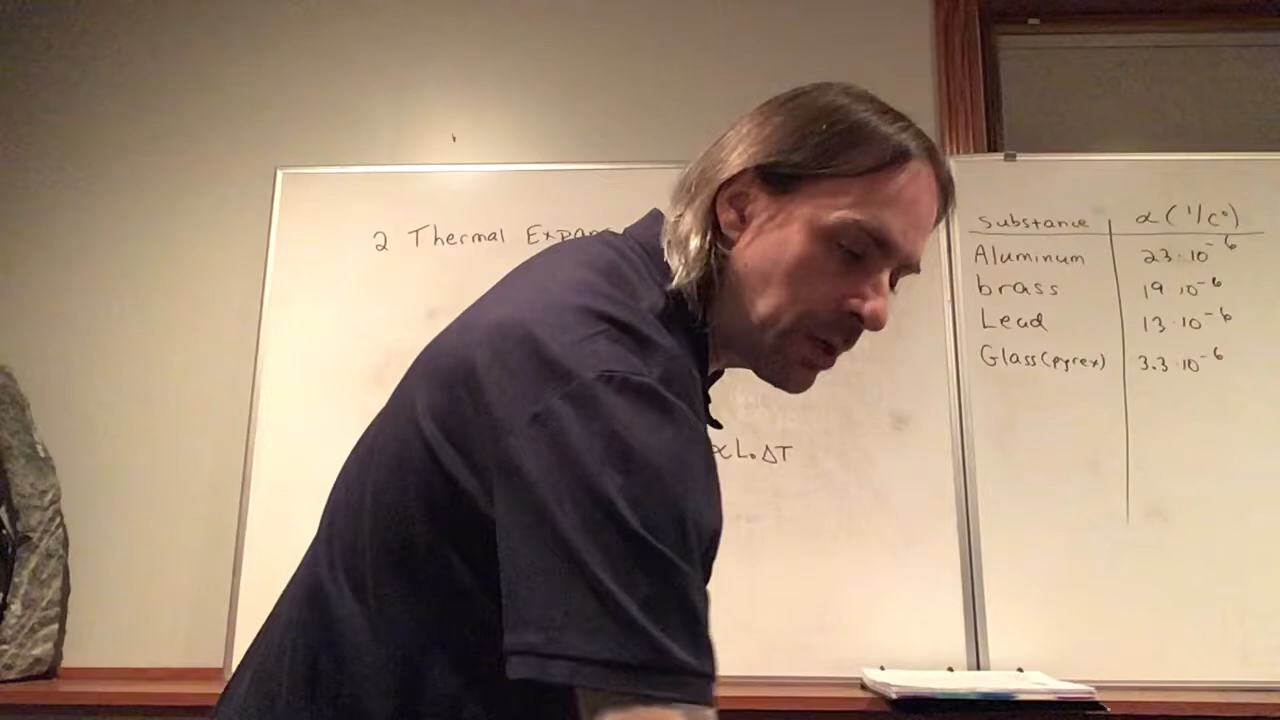 2 Thermal
αL₀ΔT
Substance α(1/c°)
Aluminum 23·10⁻⁶
brass 19·10⁻⁶
Lead 13·10⁻⁶
Glass(pyrex) 3.3·10⁻⁶